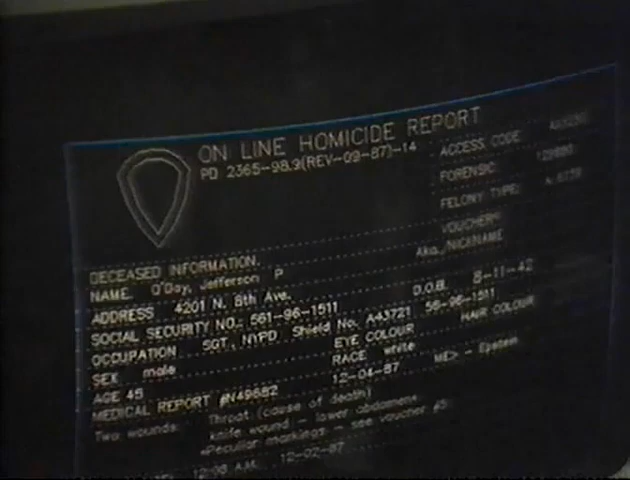 ON LINE HOMICIDE REPORT
PD 2365-98.9(REV-09-87)-14
ACCESS CODE
FORENSIC
FELONY TYPE:
VOUCHER#
Aka./NICKNAME
DECEASED INFORMATION.
NAME. O'Day, Jefferson P
ADDRESS 4201 N. 8th Ave.
D.O.B. 8-11-42
SOCIAL SECURITY NO.: 561-96-1511
56-96-1511
OCCUPATION SGT, NYPD Shield No. A43721
HAIR COLOUR
EYE COLOUR
SEX male
RACE white
AGE 45
12-04-87
MEDICAL REPORT #N49682
ME> - Epstein
Two wounds: Throat (cause of death)
knife wound - lower abdomen
*Peculiar markings - see voucher
A.M. 12-02-87